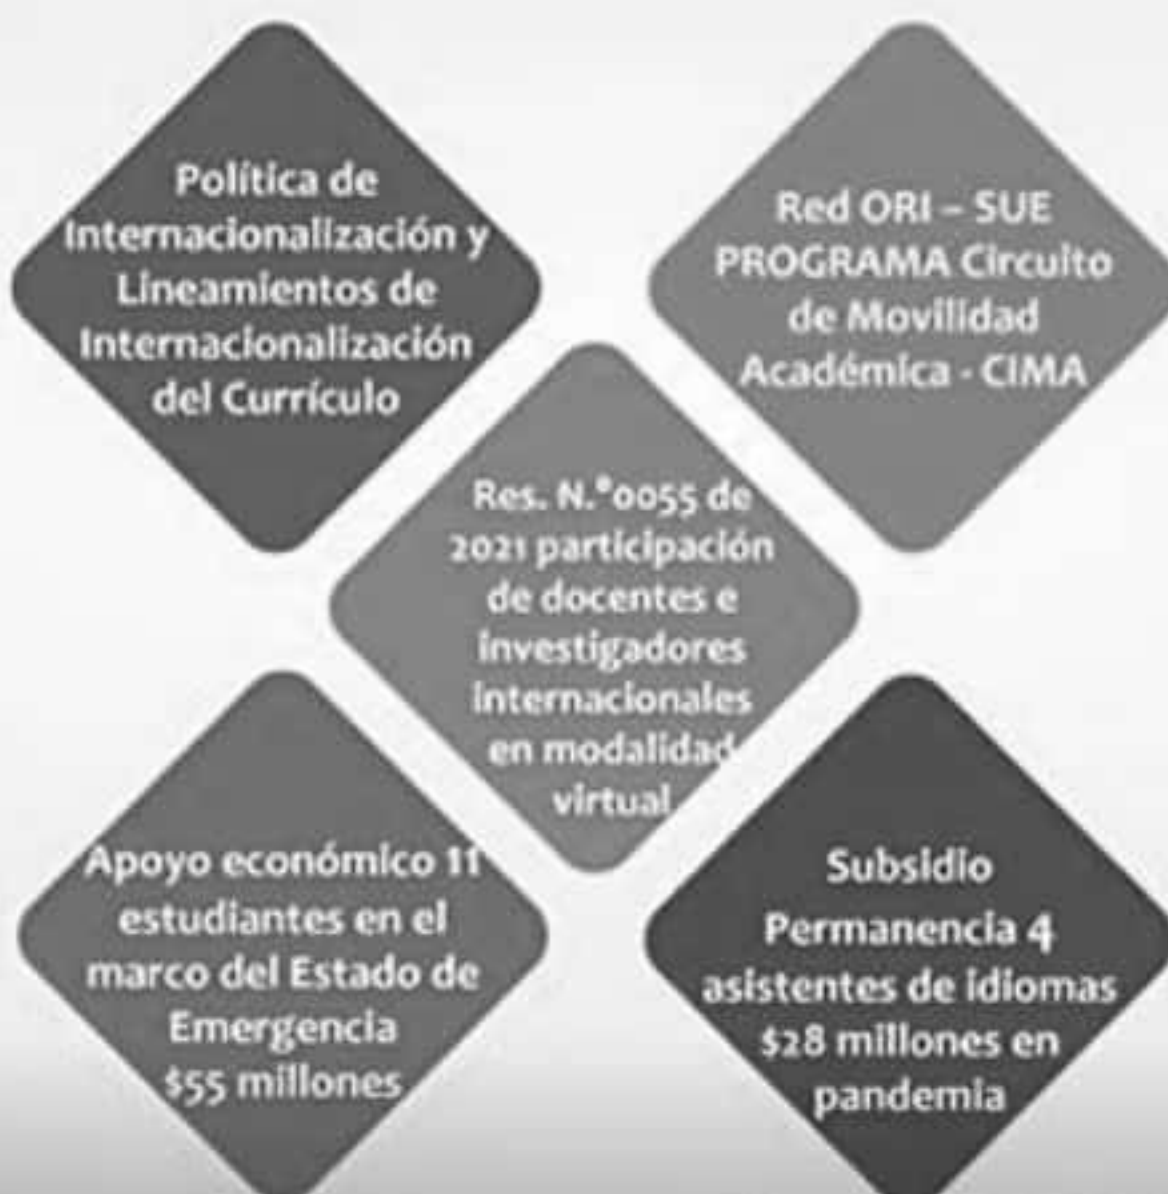 Política de
Internacionalización y
Lineamientos de
Internacionalización
del Currículo
Red ORI – SUE
PROGRAMA Circuito
de Movilidad
Académica - CIMA
Res. N.°0055 de
2021 participación
de docentes e
investigadores
internacionales
en modalidad
virtual
Apoyo económico 11
estudiantes en el
marco del Estado de
Emergencia
$55 millones
Subsidio
Permanencia 4
asistentes de idiomas
$28 millones en
pandemia